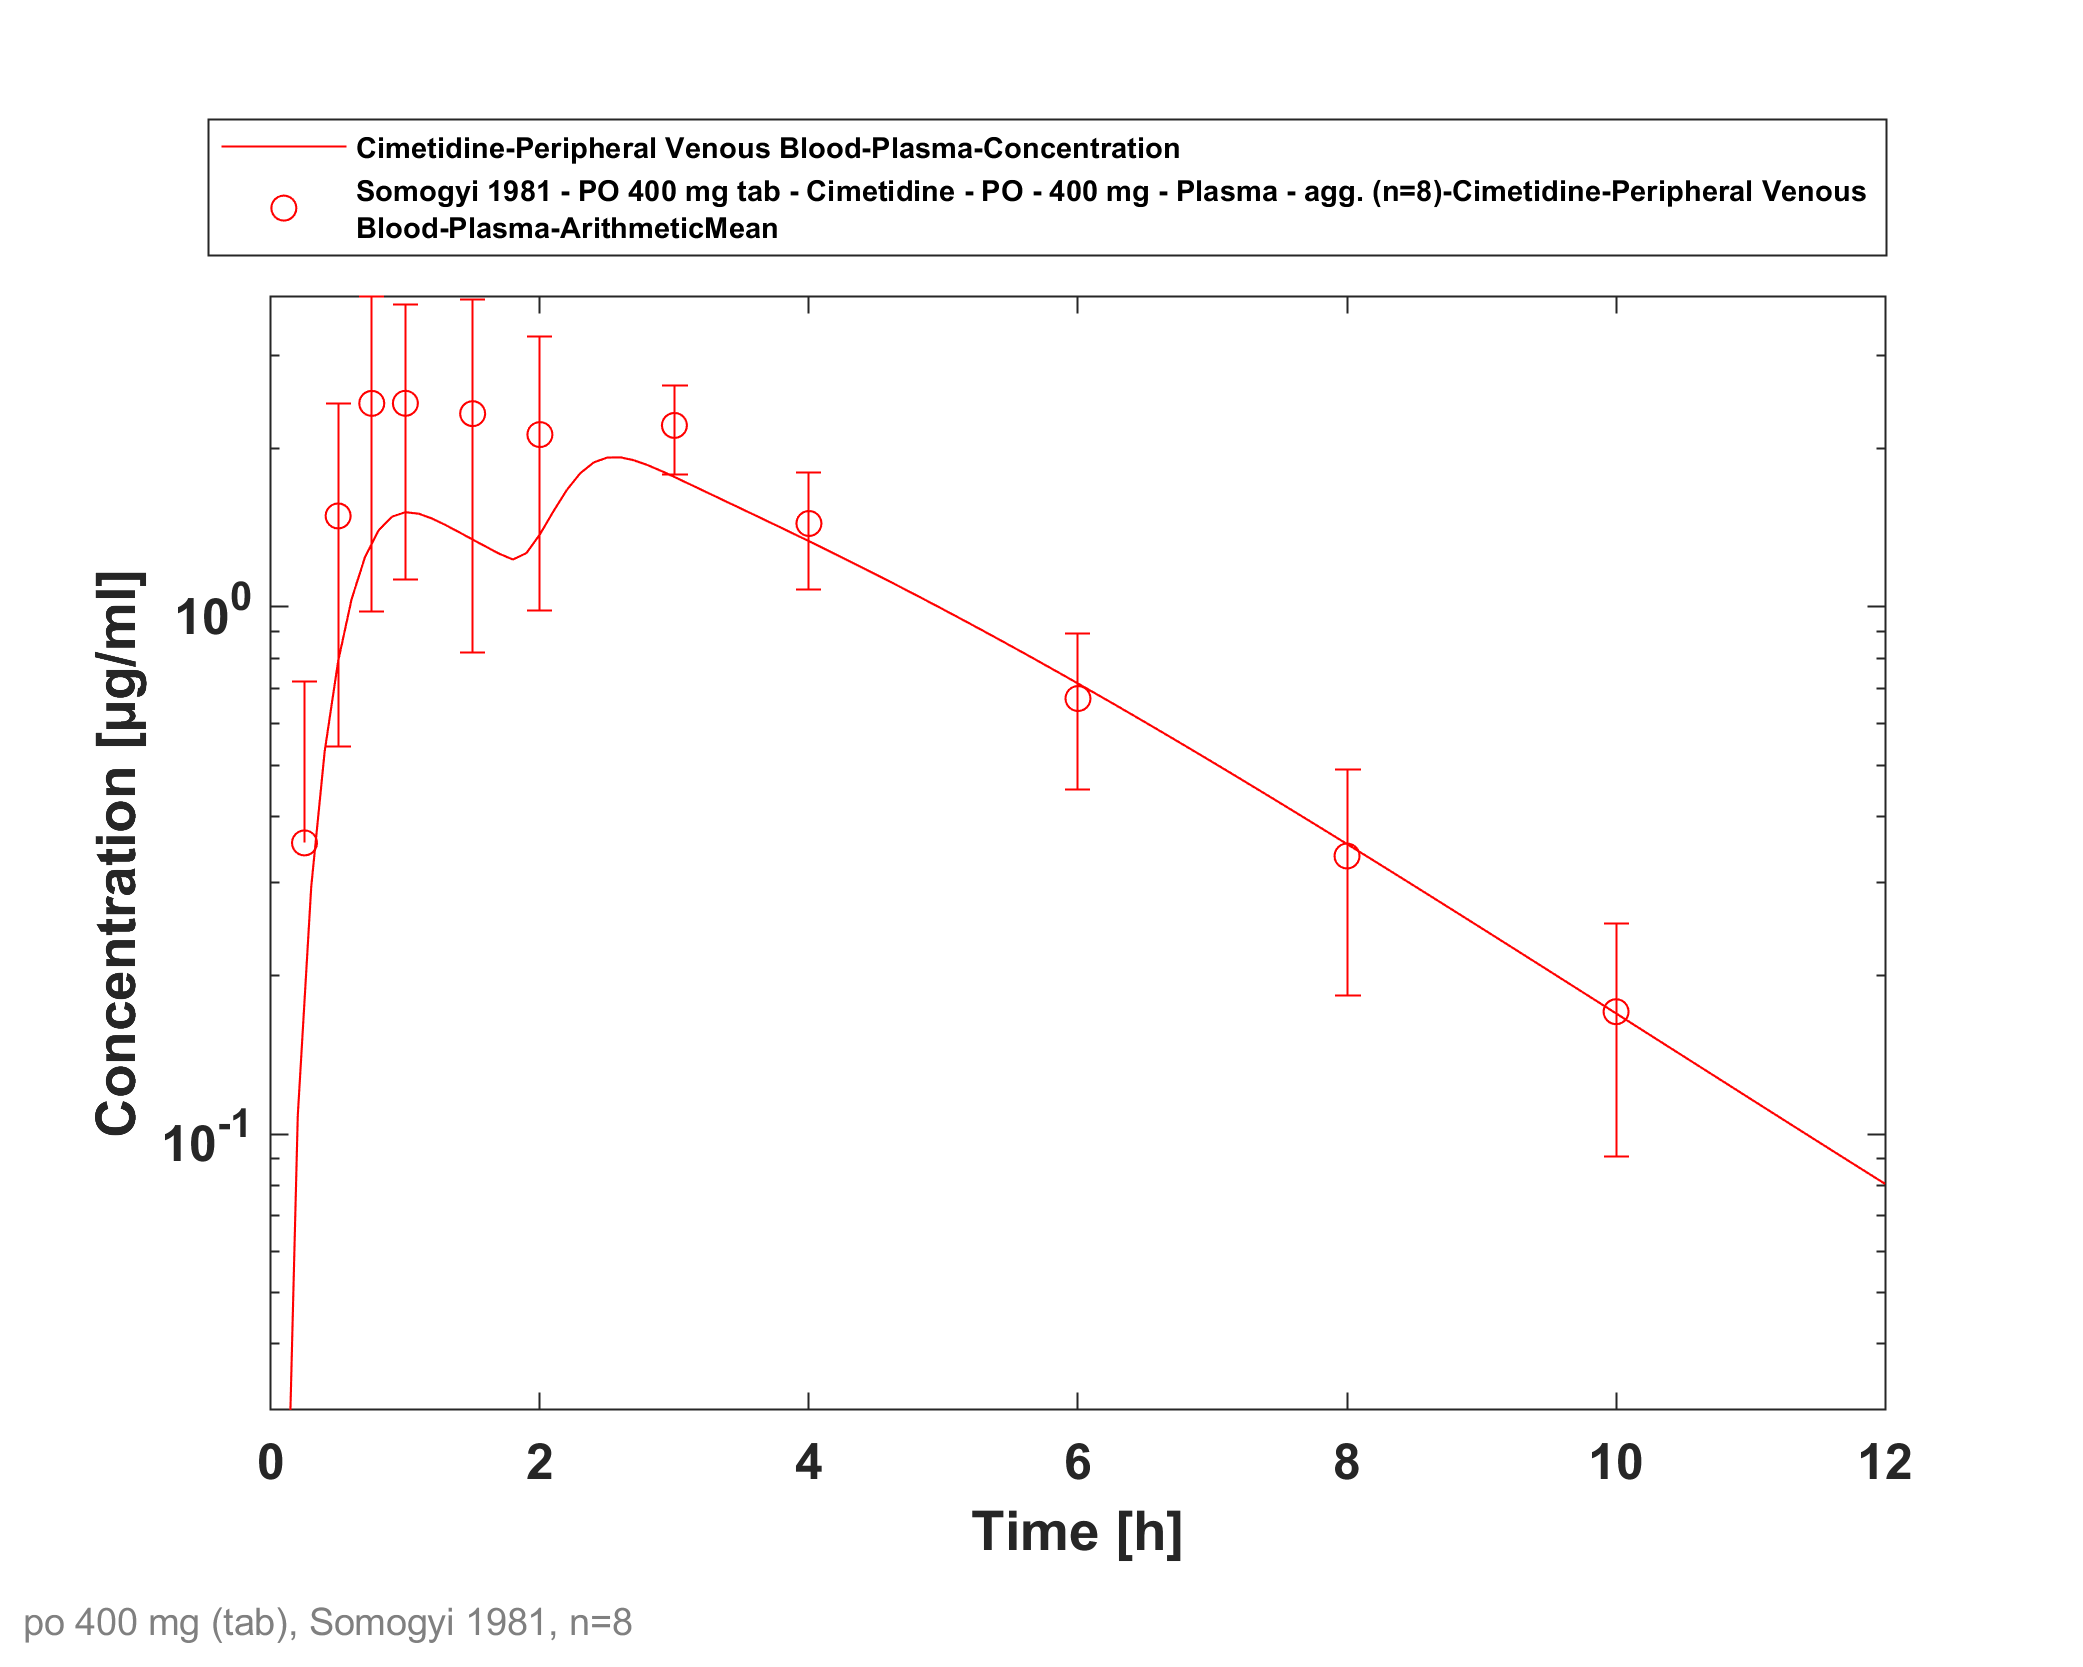 Cimetidine-Peripheral Venous Blood-Plasma-Concentration
Somogyi 1981 - PO 400 mg tab - Cimetidine - PO - 400 mg - Plasma - agg. (n=8)-Cimetidine-Peripheral Venous
Blood-Plasma-ArithmeticMean
Concentration [µg/ml]
10^0
10^-1
0 2 4 6 8 10 12
Time [h]
po 400 mg (tab), Somogyi 1981, n=8